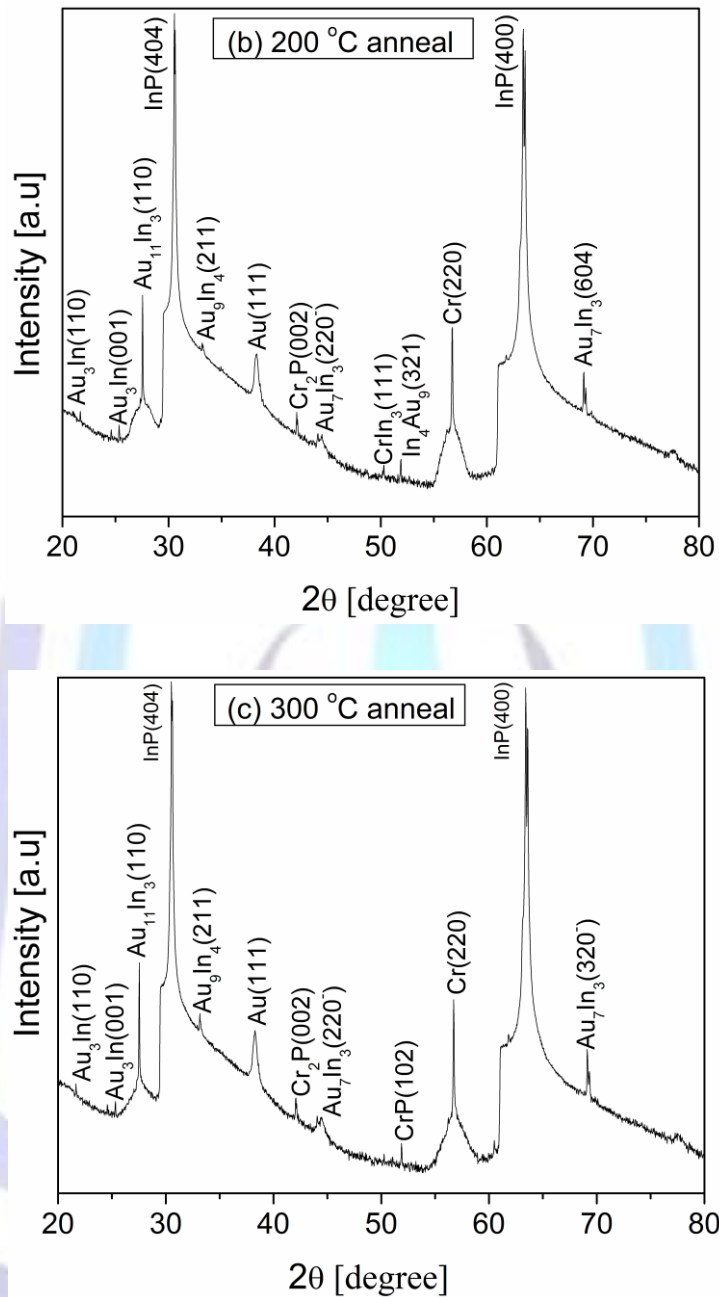 (b) 200 °C anneal
Intensity [a.u]
Au₃In(110)
Au₃In(001)
Au₁₁In₃(110)
InP(404)
Au₉In₄(211)
Au(111)
Cr₂P(002)
Au₇In₃(220⁻)
CrIn₃(111)
In₄Au₉(321)
Cr(220)
InP(400)
Au₇In₃(604)
20 30 40 50 60 70 80
2θ [degree]
(c) 300 °C anneal
Intensity [a.u]
Au₃In(110)
Au₃In(001)
Au₁₁In₃(110)
InP(404)
Au₉In₄(211)
Au(111)
Cr₂P(002)
Au₇In₃(220⁻)
CrP(102)
Cr(220)
InP(400)
Au₇In₃(320⁻)
20 30 40 50 60 70 80
2θ [degree]